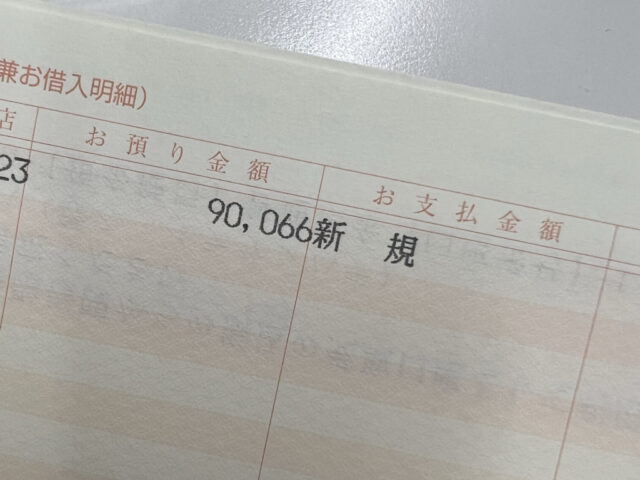 兼お借入明細)
店 お預り金額 お支払金額
23 90,066新 規